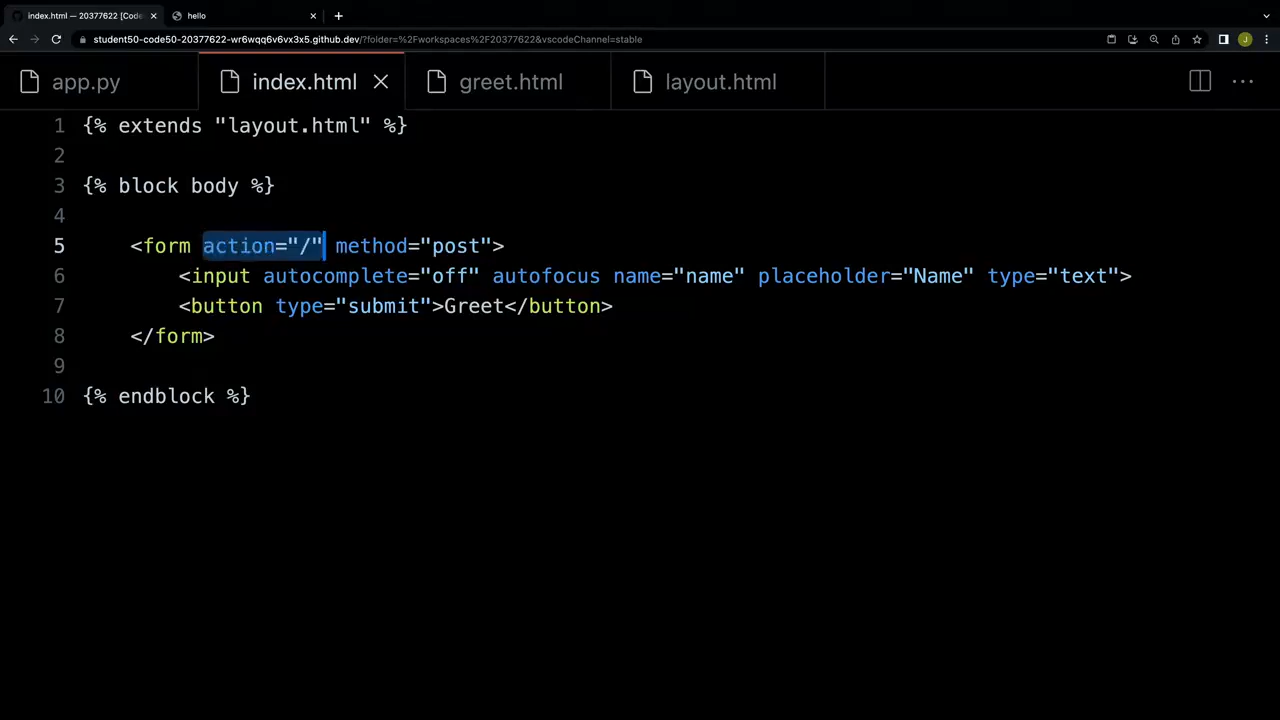 index.html — 20377622 [Code
hello
student50-code50-20377622-wr6wqq6v6vx3x5.github.dev/?folder=%2Fworkspaces%2F20377622&vscodeChannel=stable
J
app.py
index.html
greet.html
layout.html
1 {% extends "layout.html" %}
2
3 {% block body %}
4
5 <form action="/" method="post">
6 <input autocomplete="off" autofocus name="name" placeholder="Name" type="text">
7 <button type="submit">Greet</button>
8 </form>
9
10 {% endblock %}